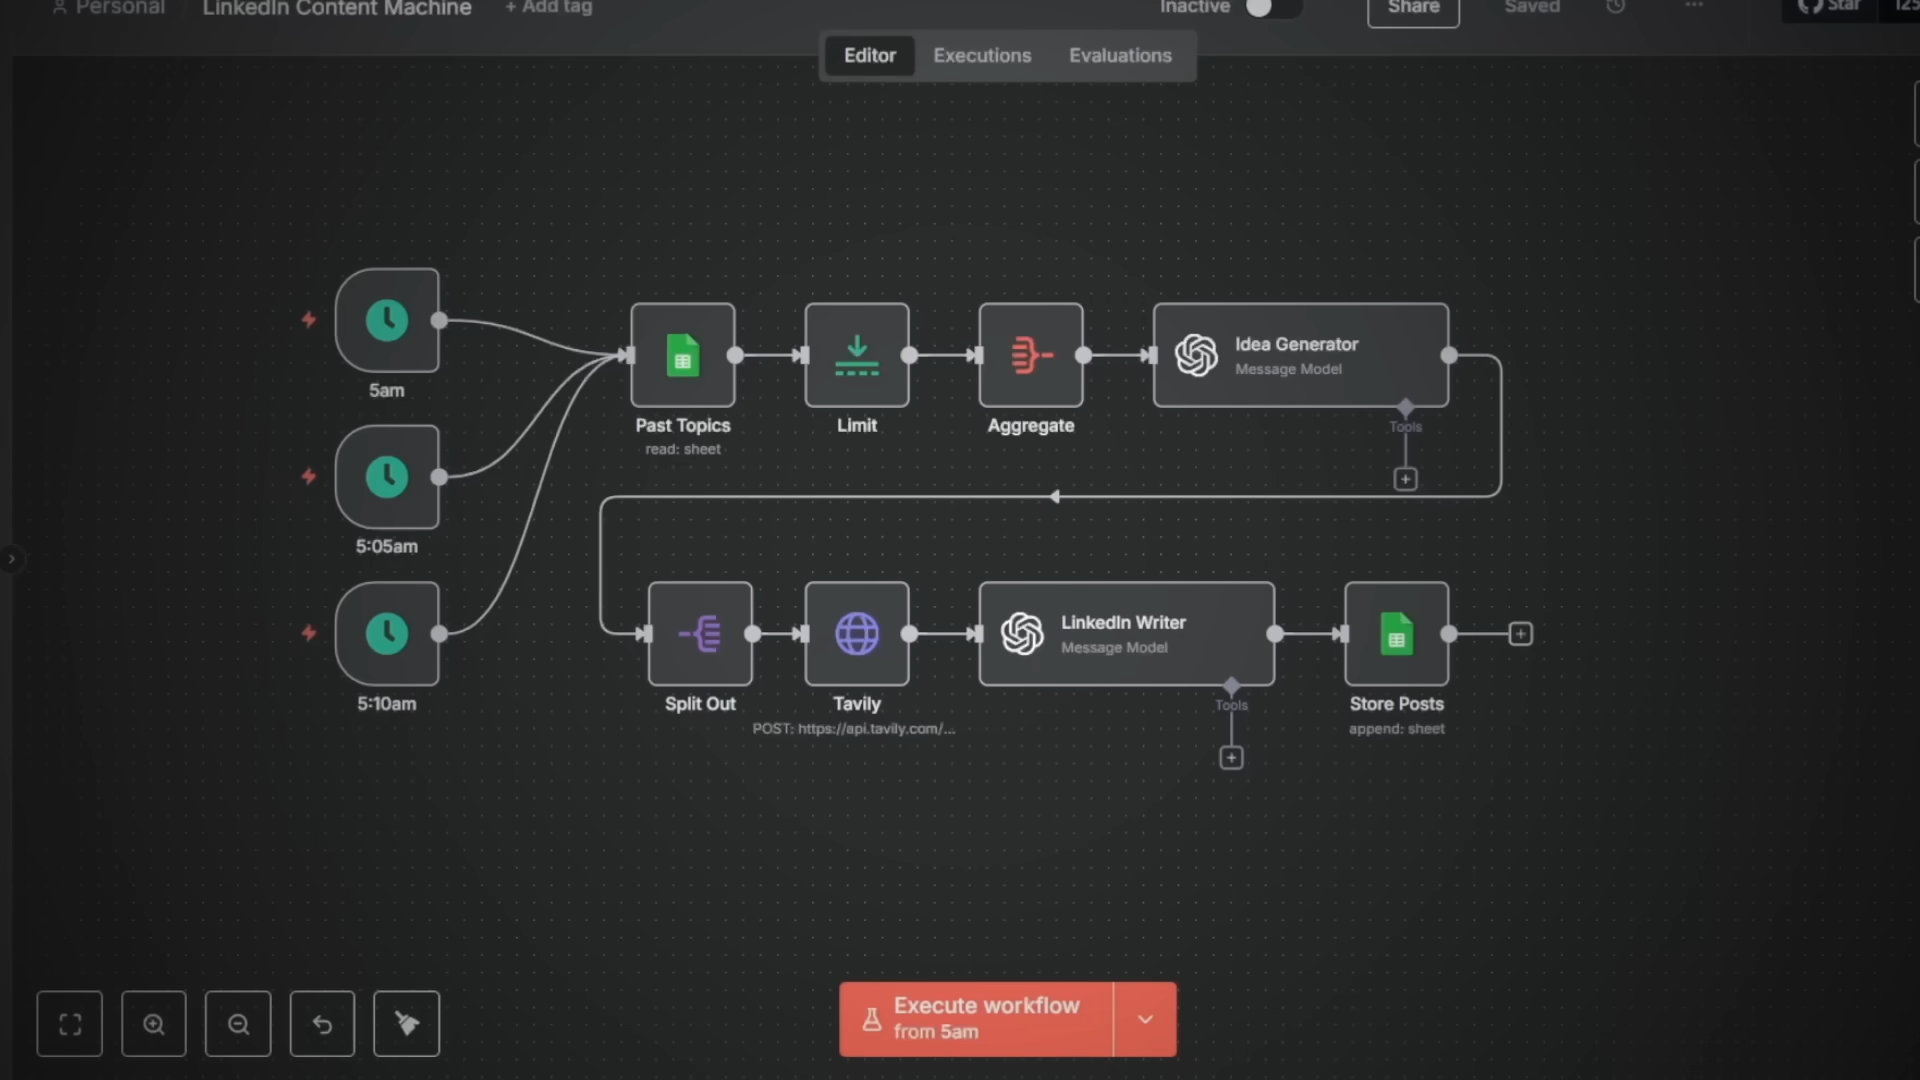 Personal
LinkedIn Content Machine
+ Add tag
Inactive
Share
Saved
Star
Editor
Executions
Evaluations
5am
5:05am
5:10am
Past Topics
read: sheet
Limit
Aggregate
Idea Generator
Message Model
Tools
Split Out
Tavily
POST: https://api.tavily.com/...
LinkedIn Writer
Message Model
Tools
Store Posts
append: sheet
Execute workflow
from 5am